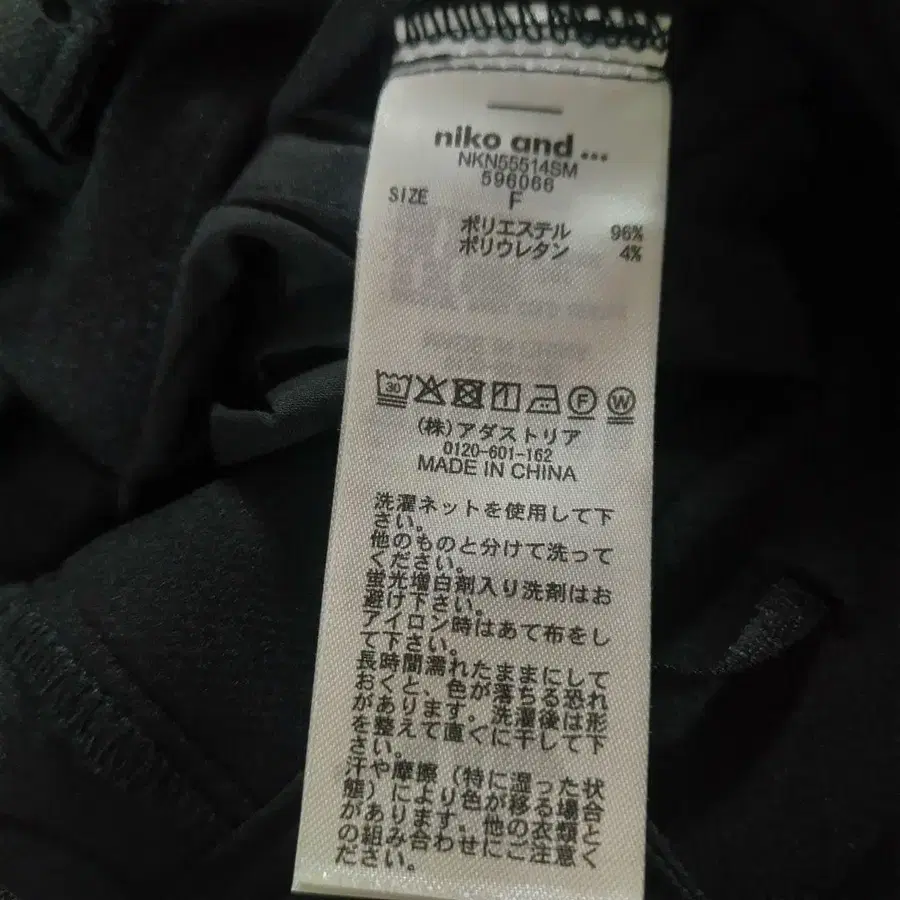 niko and ...
NKN55514SM
596066
SIZE F
ポリエステル 96%
ポリウレタン 4%
30 F W
(株)アダストリア
0120-601-162
MADE IN CHINA
洗濯ネットを使用して下
さい。
他のものと分けて洗って
ください。
蛍光増白剤入り洗剤はお
避け下さい。
アイロン時はあて布をし
て下さい。
長時間濡れたままにして
おくと、色が落ちる恐れ
があります。洗濯後は形
を整えて直ぐに干して下
さい。
汗や摩擦(特に湿った状
態)により色が移る場合
があります。他の衣類と
の組み合わせにご注意く
ださい。